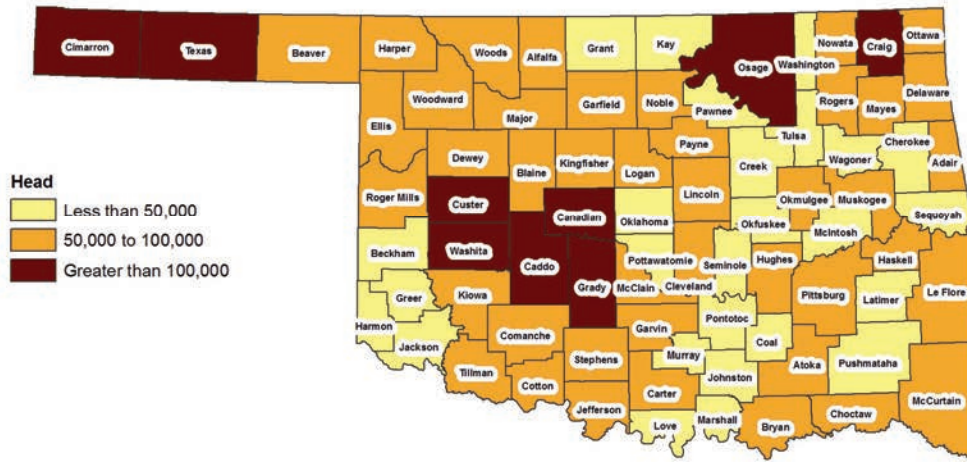 Cimarron
Texas
Beaver
Harper
Woods
Alfalfa
Grant
Kay
Osage
Washington
Nowata
Craig
Ottawa
Woodward
Major
Garfield
Noble
Pawnee
Rogers
Mayes
Delaware
Ellis
Tulsa
Dewey
Blaine
Kingfisher
Logan
Payne
Creek
Wagoner
Cherokee
Adair
Head
Less than 50,000
50,000 to 100,000
Greater than 100,000
Roger Mills
Custer
Canadian
Oklahoma
Lincoln
Okmulgee
Muskogee
Okfuskee
McIntosh
Sequoyah
Beckham
Washita
Caddo
Grady
Pottawatomie
Seminole
Hughes
Haskell
Greer
Kiowa
McClain
Cleveland
Pittsburg
Latimer
Le Flore
Harmon
Jackson
Comanche
Garvin
Pontotoc
Coal
Tillman
Stephens
Murray
Johnston
Atoka
Pushmataha
Cotton
Jefferson
Carter
Love
Marshall
Bryan
Choctaw
McCurtain